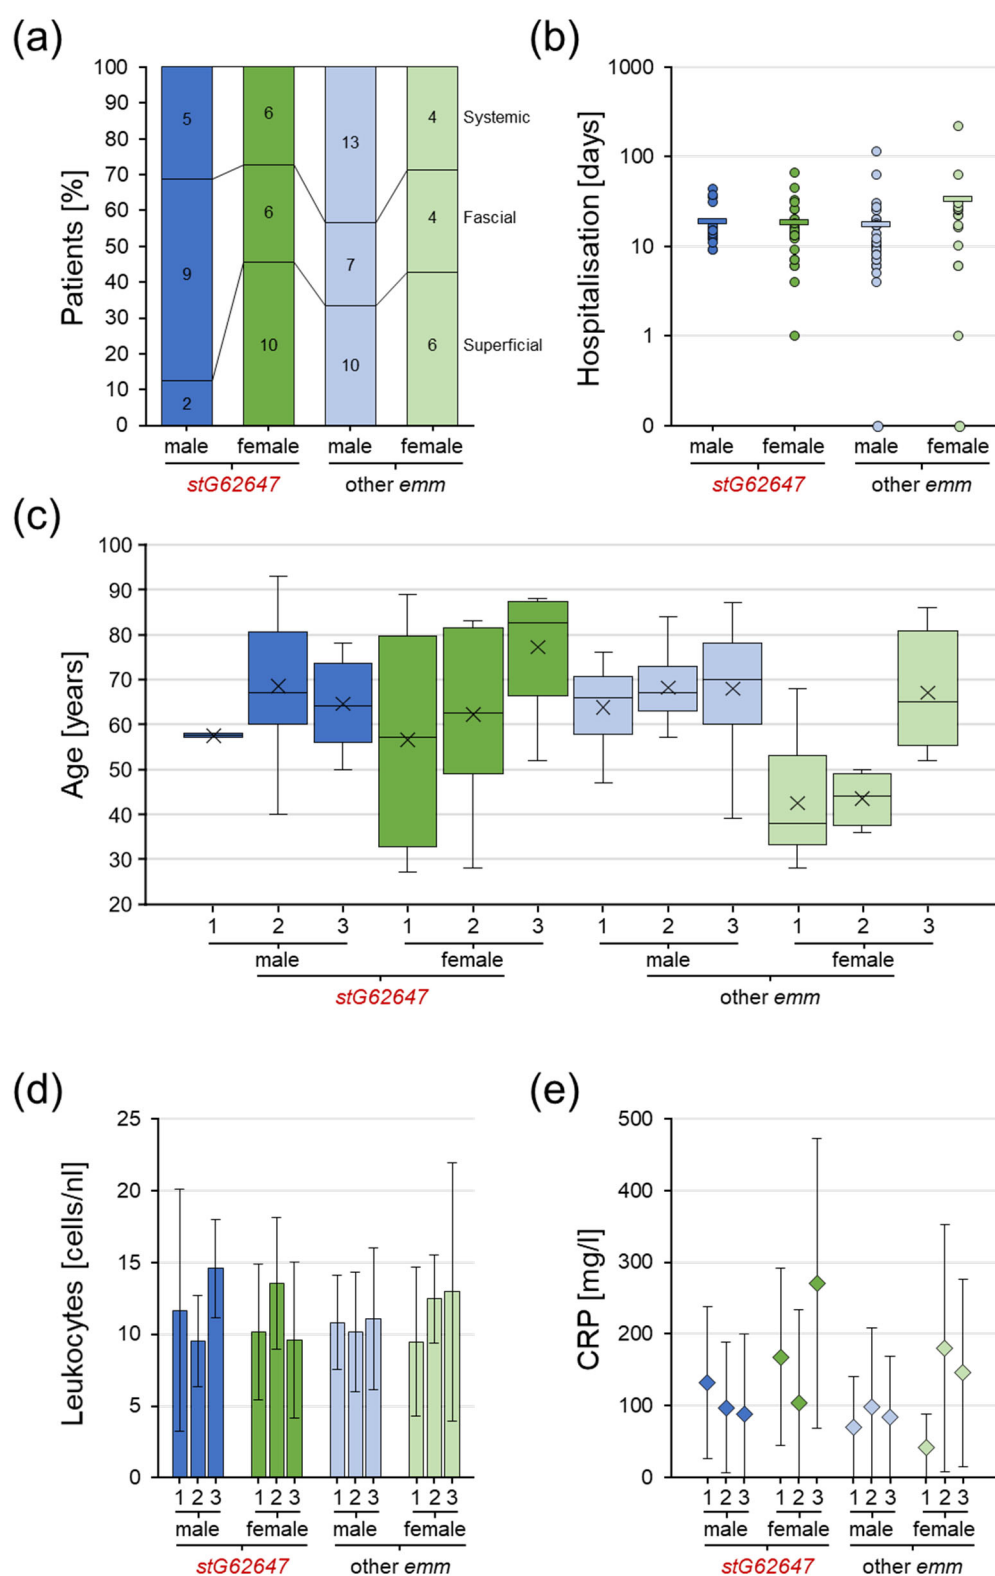 (a)
Patients [%]
100
90
80
70
60
50
40
30
20
10
0
5
9
2
6
6
10
13
7
10
4
4
6
Systemic
Fascial
Superficial
male female male female
stG62647 other emm
(b)
Hospitalisation [days]
1000
100
10
1
0
male female male female
stG62647 other emm
(c)
Age [years]
100
90
80
70
60
50
40
30
20
1 2 3 1 2 3 1 2 3 1 2 3
male female male female
stG62647 other emm
(d)
Leukocytes [cells/nl]
25
20
15
10
5
0
1 2 3 1 2 3 1 2 3 1 2 3
male female male female
stG62647 other emm
(e)
CRP [mg/l]
500
400
300
200
100
0
1 2 3 1 2 3 1 2 3 1 2 3
male female male female
stG62647 other emm